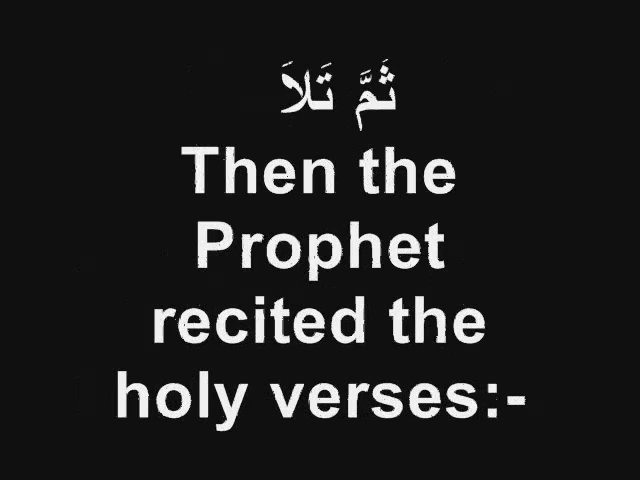 ثَمَّ تَلاَ
Then the
Prophet
recited the
holy verses:-